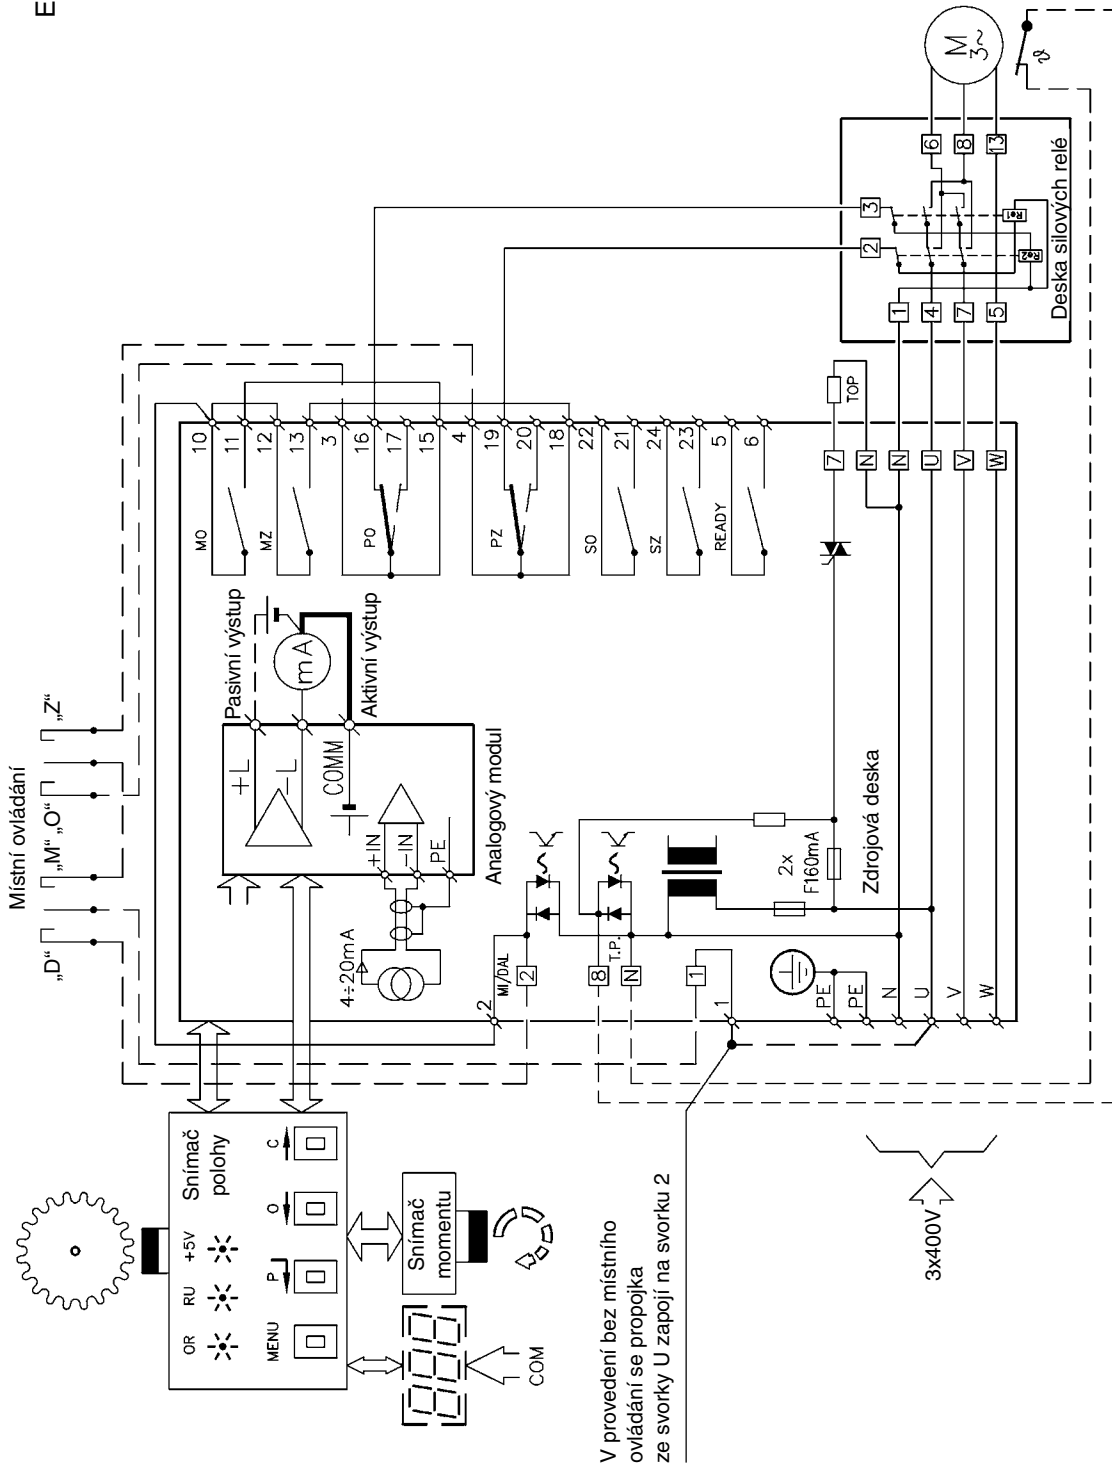 E
Místní ovládání
„D“
„M“
„O“
„Z“
Snímač
polohy
OR
RU
+5V
MENU
P
O
C
COM
Snímač
momentu
4÷20mA
+IN
−IN
PE
+L
−L
COMM
mA
Pasivní výstup
Aktivní výstup
Analogový modul
MO
MZ
PO
PZ
SO
SZ
READY
10
11
12
13
3
16
17
15
4
19
20
18
22
21
24
23
5
6
2
MI/DAL
2
8
T.P.
N
1
1
2x
F160mA
Zdrojová deska
PE
PE
N
U
V
W
7
TOP
N
N
U
V
W
1
4
7
5
2
3
6
8
13
Re1
Re2
Deska silových relé
M
3~
ϑ
3x400V
V provedení bez místního
ovládání se propojka
ze svorky U zapojí na svorku 2